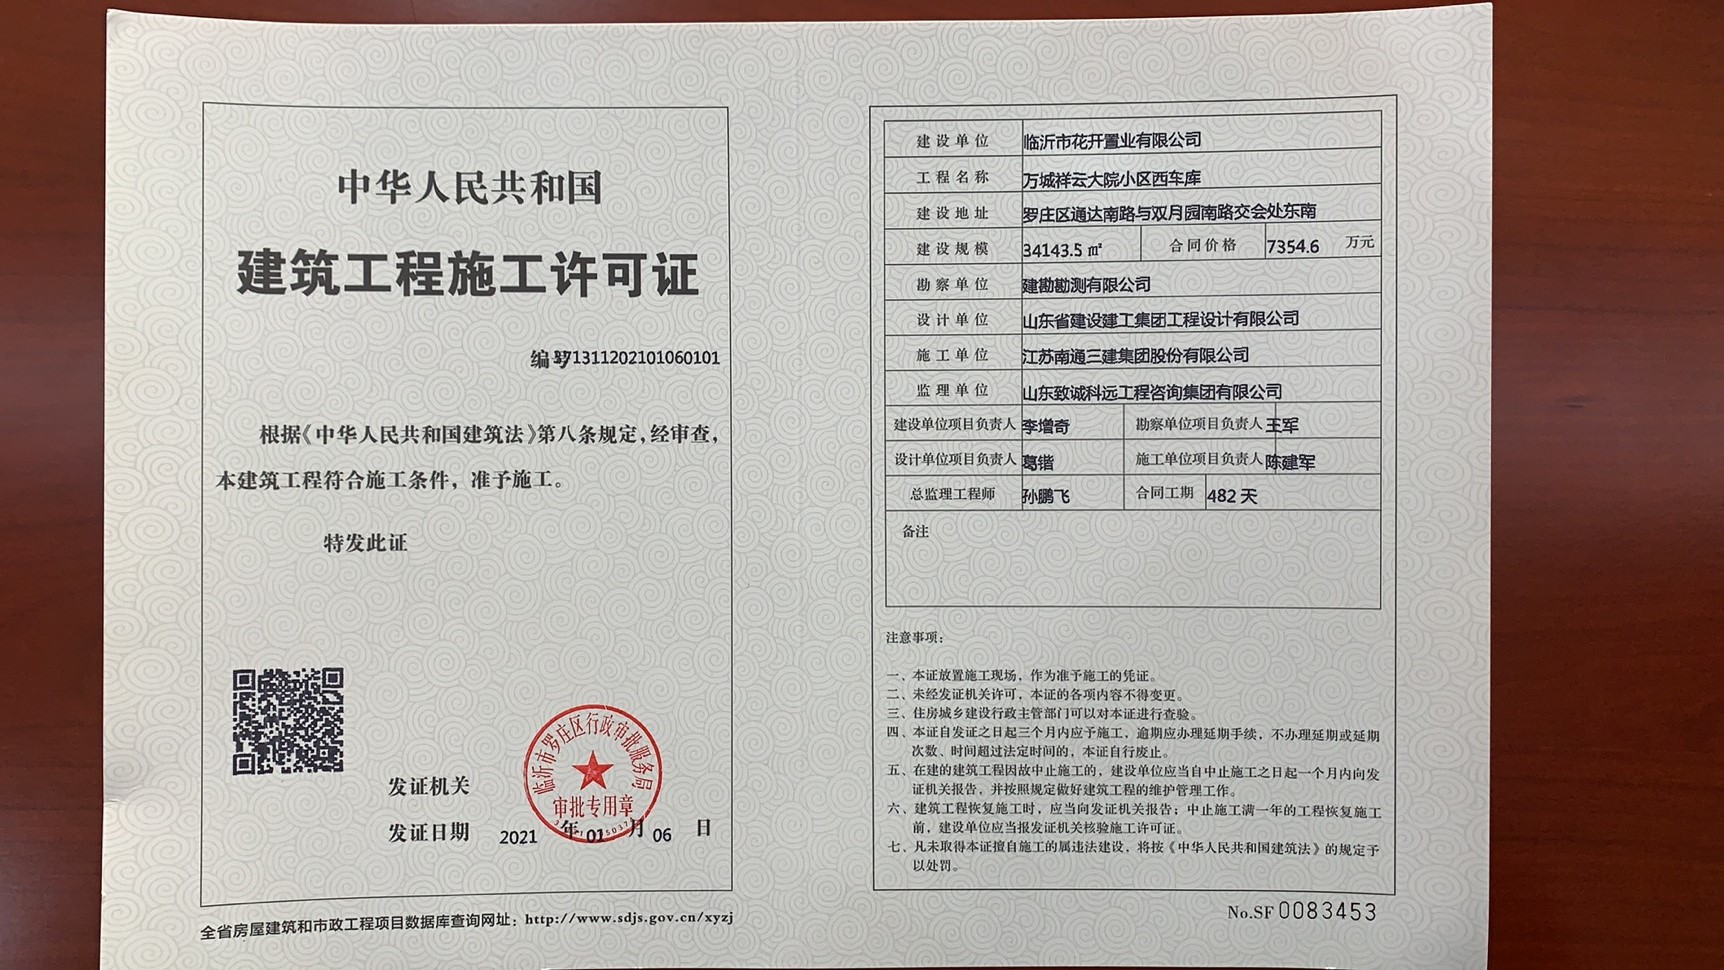 中华人民共和国
建筑工程施工许可证
编号371311202101060101
根据《中华人民共和国建筑法》第八条规定,经审查,
本建筑工程符合施工条件，准予施工。
特发此证
临沂市罗庄区行政审批服务局
审批专用章
发证机关
发证日期 2021 年 01 月 06 日
全省房屋建筑和市政工程项目数据库查询网址：http://www.sdjs.gov.cn/xyzj
建设单位 临沂市花开置业有限公司
工程名称 万城祥云大院小区西车库
建设地址 罗庄区通达南路与双月园南路交会处东南
建设规模 34143.5 ㎡ 合同价格 7354.6 万元
勘察单位 建勘勘测有限公司
设计单位 山东省建设建工集团工程设计有限公司
施工单位 江苏南通三建集团股份有限公司
监理单位 山东致诚科远工程咨询集团有限公司
建设单位项目负责人 李增奇 勘察单位项目负责人 王军
设计单位项目负责人 葛锴 施工单位项目负责人 陈建军
总监理工程师 孙鹏飞 合同工期 482 天
备注
注意事项：
一、本证放置施工现场，作为准予施工的凭证。
二、未经发证机关许可，本证的各项内容不得变更。
三、住房城乡建设行政主管部门可以对本证进行查验。
四、本证自发证之日起三个月内应予施工，逾期应办理延期手续，不办理延期或延期
次数、时间超过法定时间的，本证自行废止。
五、在建的建筑工程因故中止施工的，建设单位应当自中止施工之日起一个月内向发
证机关报告，并按照规定做好建筑工程的维护管理工作。
六、建筑工程恢复施工时，应当向发证机关报告；中止施工满一年的工程恢复施工
前，建设单位应当报发证机关核验施工许可证。
七、凡未取得本证擅自施工的属违法建设，将按《中华人民共和国建筑法》的规定予
以处罚。
No.SF 0083453